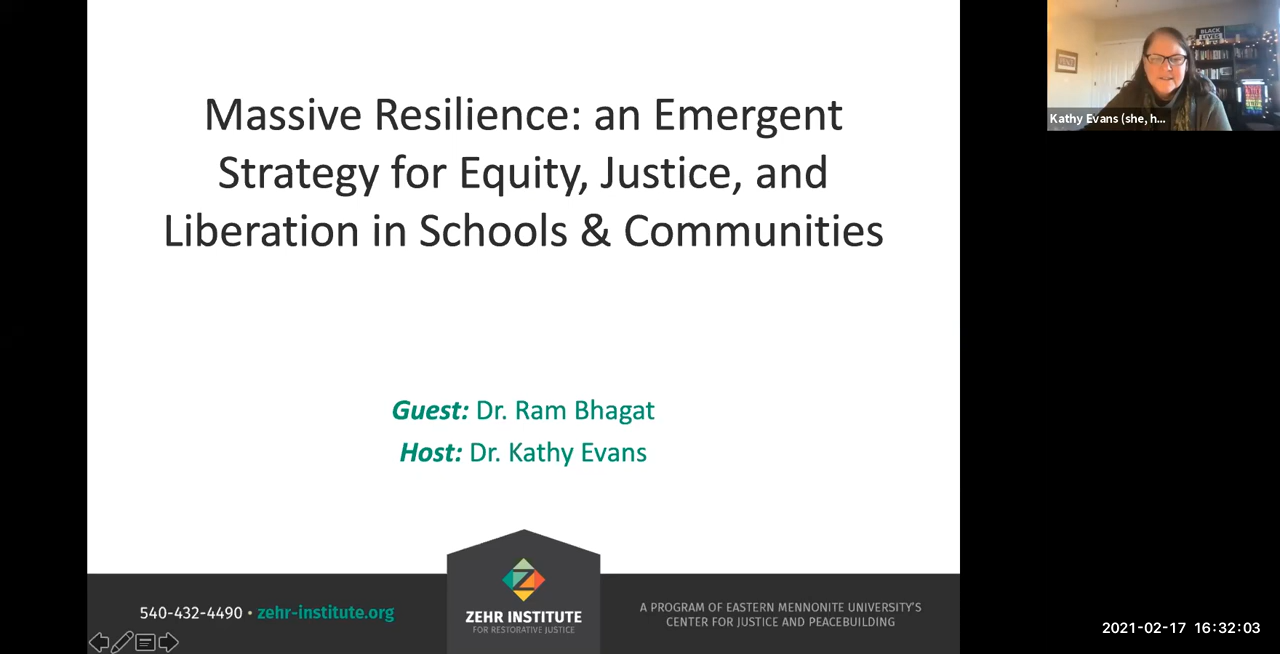 Massive Resilience: an Emergent
Strategy for Equity, Justice, and
Liberation in Schools & Communities
Guest: Dr. Ram Bhagat
Host: Dr. Kathy Evans
540-432-4490 • zehr-institute.org
ZEHR INSTITUTE
FOR RESTORATIVE JUSTICE
A PROGRAM OF EASTERN MENNONITE UNIVERSITY'S
CENTER FOR JUSTICE AND PEACEBUILDING
BLACK
LIVES
Kathy Evans (she, h...
2021-02-17 16:32:03